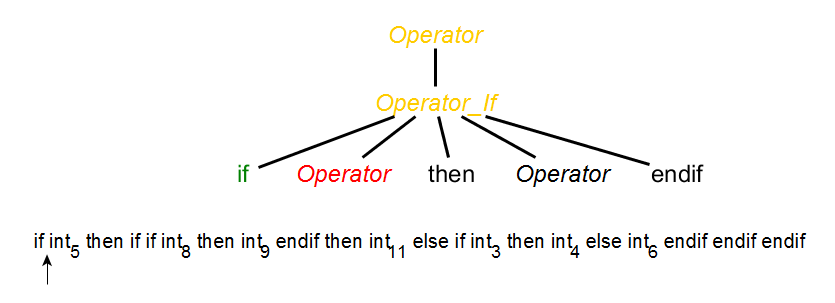 Operator
Operator_If
if Operator then Operator endif
if int5 then if if int8 then int9 endif then int11 else if int3 then int4 else int6 endif endif endif